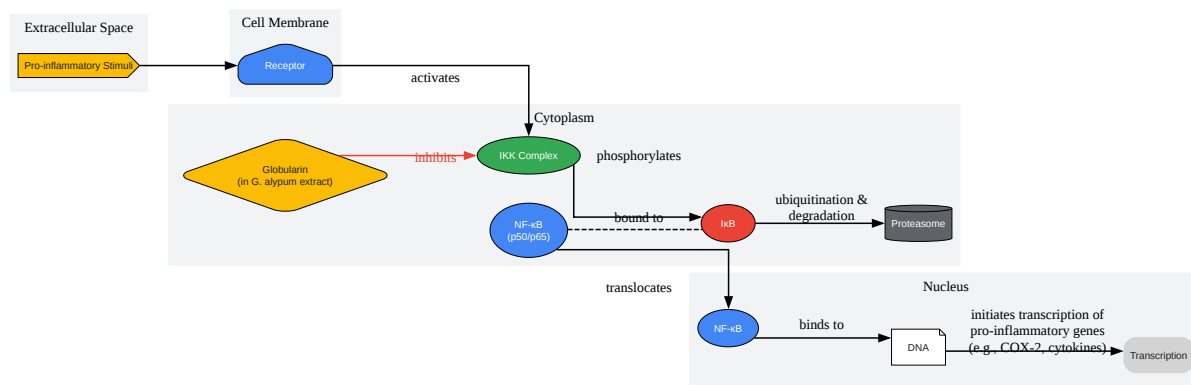 Extracellular Space
Pro-inflammatory Stimuli
Cell Membrane
Receptor
activates
Cytoplasm
Globularin
(in G. alypum extract)
inhibits
IKK Complex
phosphorylates
NF-κB
(p50/p65)
bound to
IκB
ubiquitination &
degradation
Proteasome
translocates
Nucleus
NF-κB
binds to
DNA
initiates transcription of
pro-inflammatory genes
(e.g., COX-2, cytokines)
Transcription